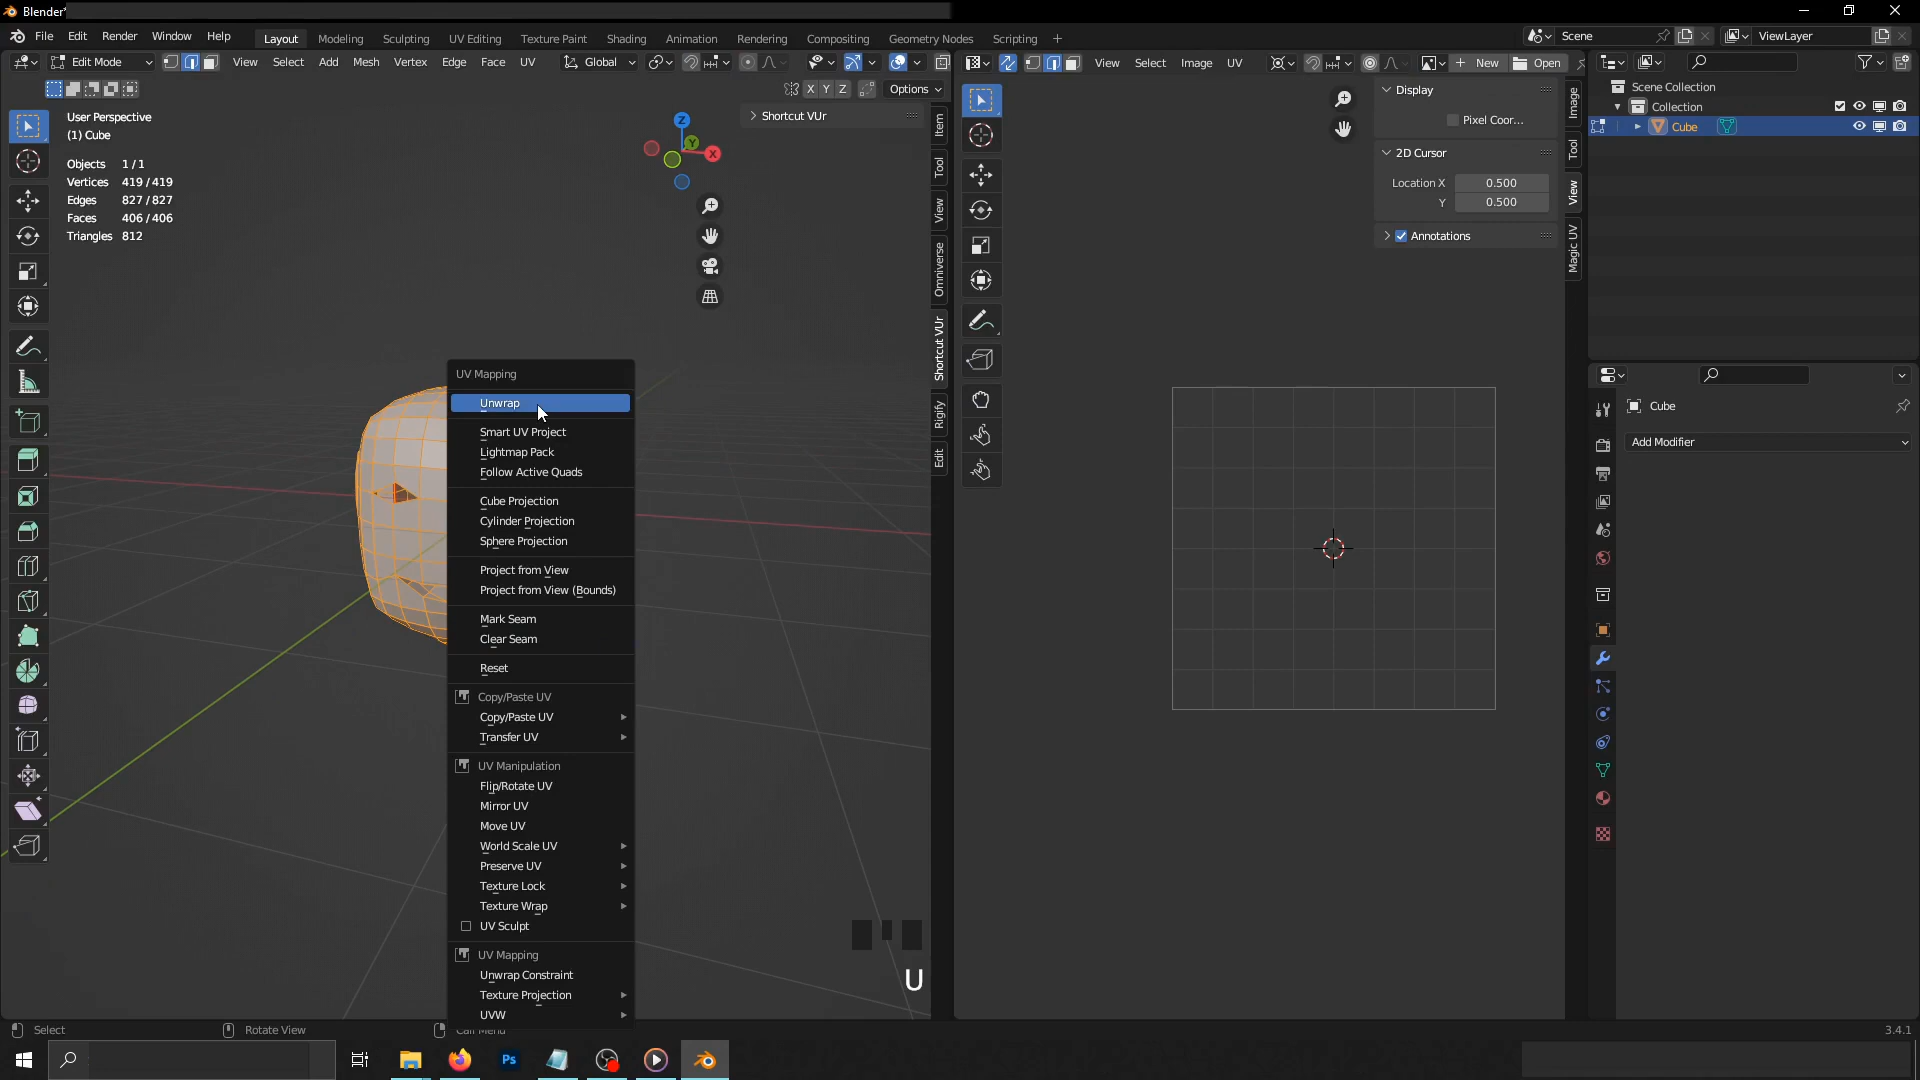 Blender*
File Edit Render Window Help
Layout Modeling Sculpting UV Editing Texture Paint Shading Animation Rendering Compositing Geometry Nodes Scripting +
Scene
ViewLayer
Edit Mode
View Select Add Mesh Vertex Edge Face UV
Global
View Select Image UV
New
Open
X Y Z
Options
User Perspective
(1) Cube
Objects 1 / 1
Vertices 419 / 419
Edges 827 / 827
Faces 406 / 406
Triangles 812
Shortcut VUr
Z
Y
X
Item
Tool
View
Omniverse
Shortcut VUr
Rigify
Edit
UV Mapping
Unwrap
Smart UV Project
Lightmap Pack
Follow Active Quads
Cube Projection
Cylinder Projection
Sphere Projection
Project from View
Project from View (Bounds)
Mark Seam
Clear Seam
Reset
Copy/Paste UV
Copy/Paste UV
Transfer UV
UV Manipulation
Flip/Rotate UV
Mirror UV
Move UV
World Scale UV
Preserve UV
Texture Lock
Texture Wrap
UV Sculpt
UV Mapping
Unwrap Constraint
Texture Projection
UVW
U
Display
Pixel Coor...
2D Cursor
Location X 0.500
Y 0.500
Annotations
Image
Tool
View
Magic UV
Scene Collection
Collection
Cube
Cube
Add Modifier
Select
Rotate View
Call Menu
3.4.1
Ps